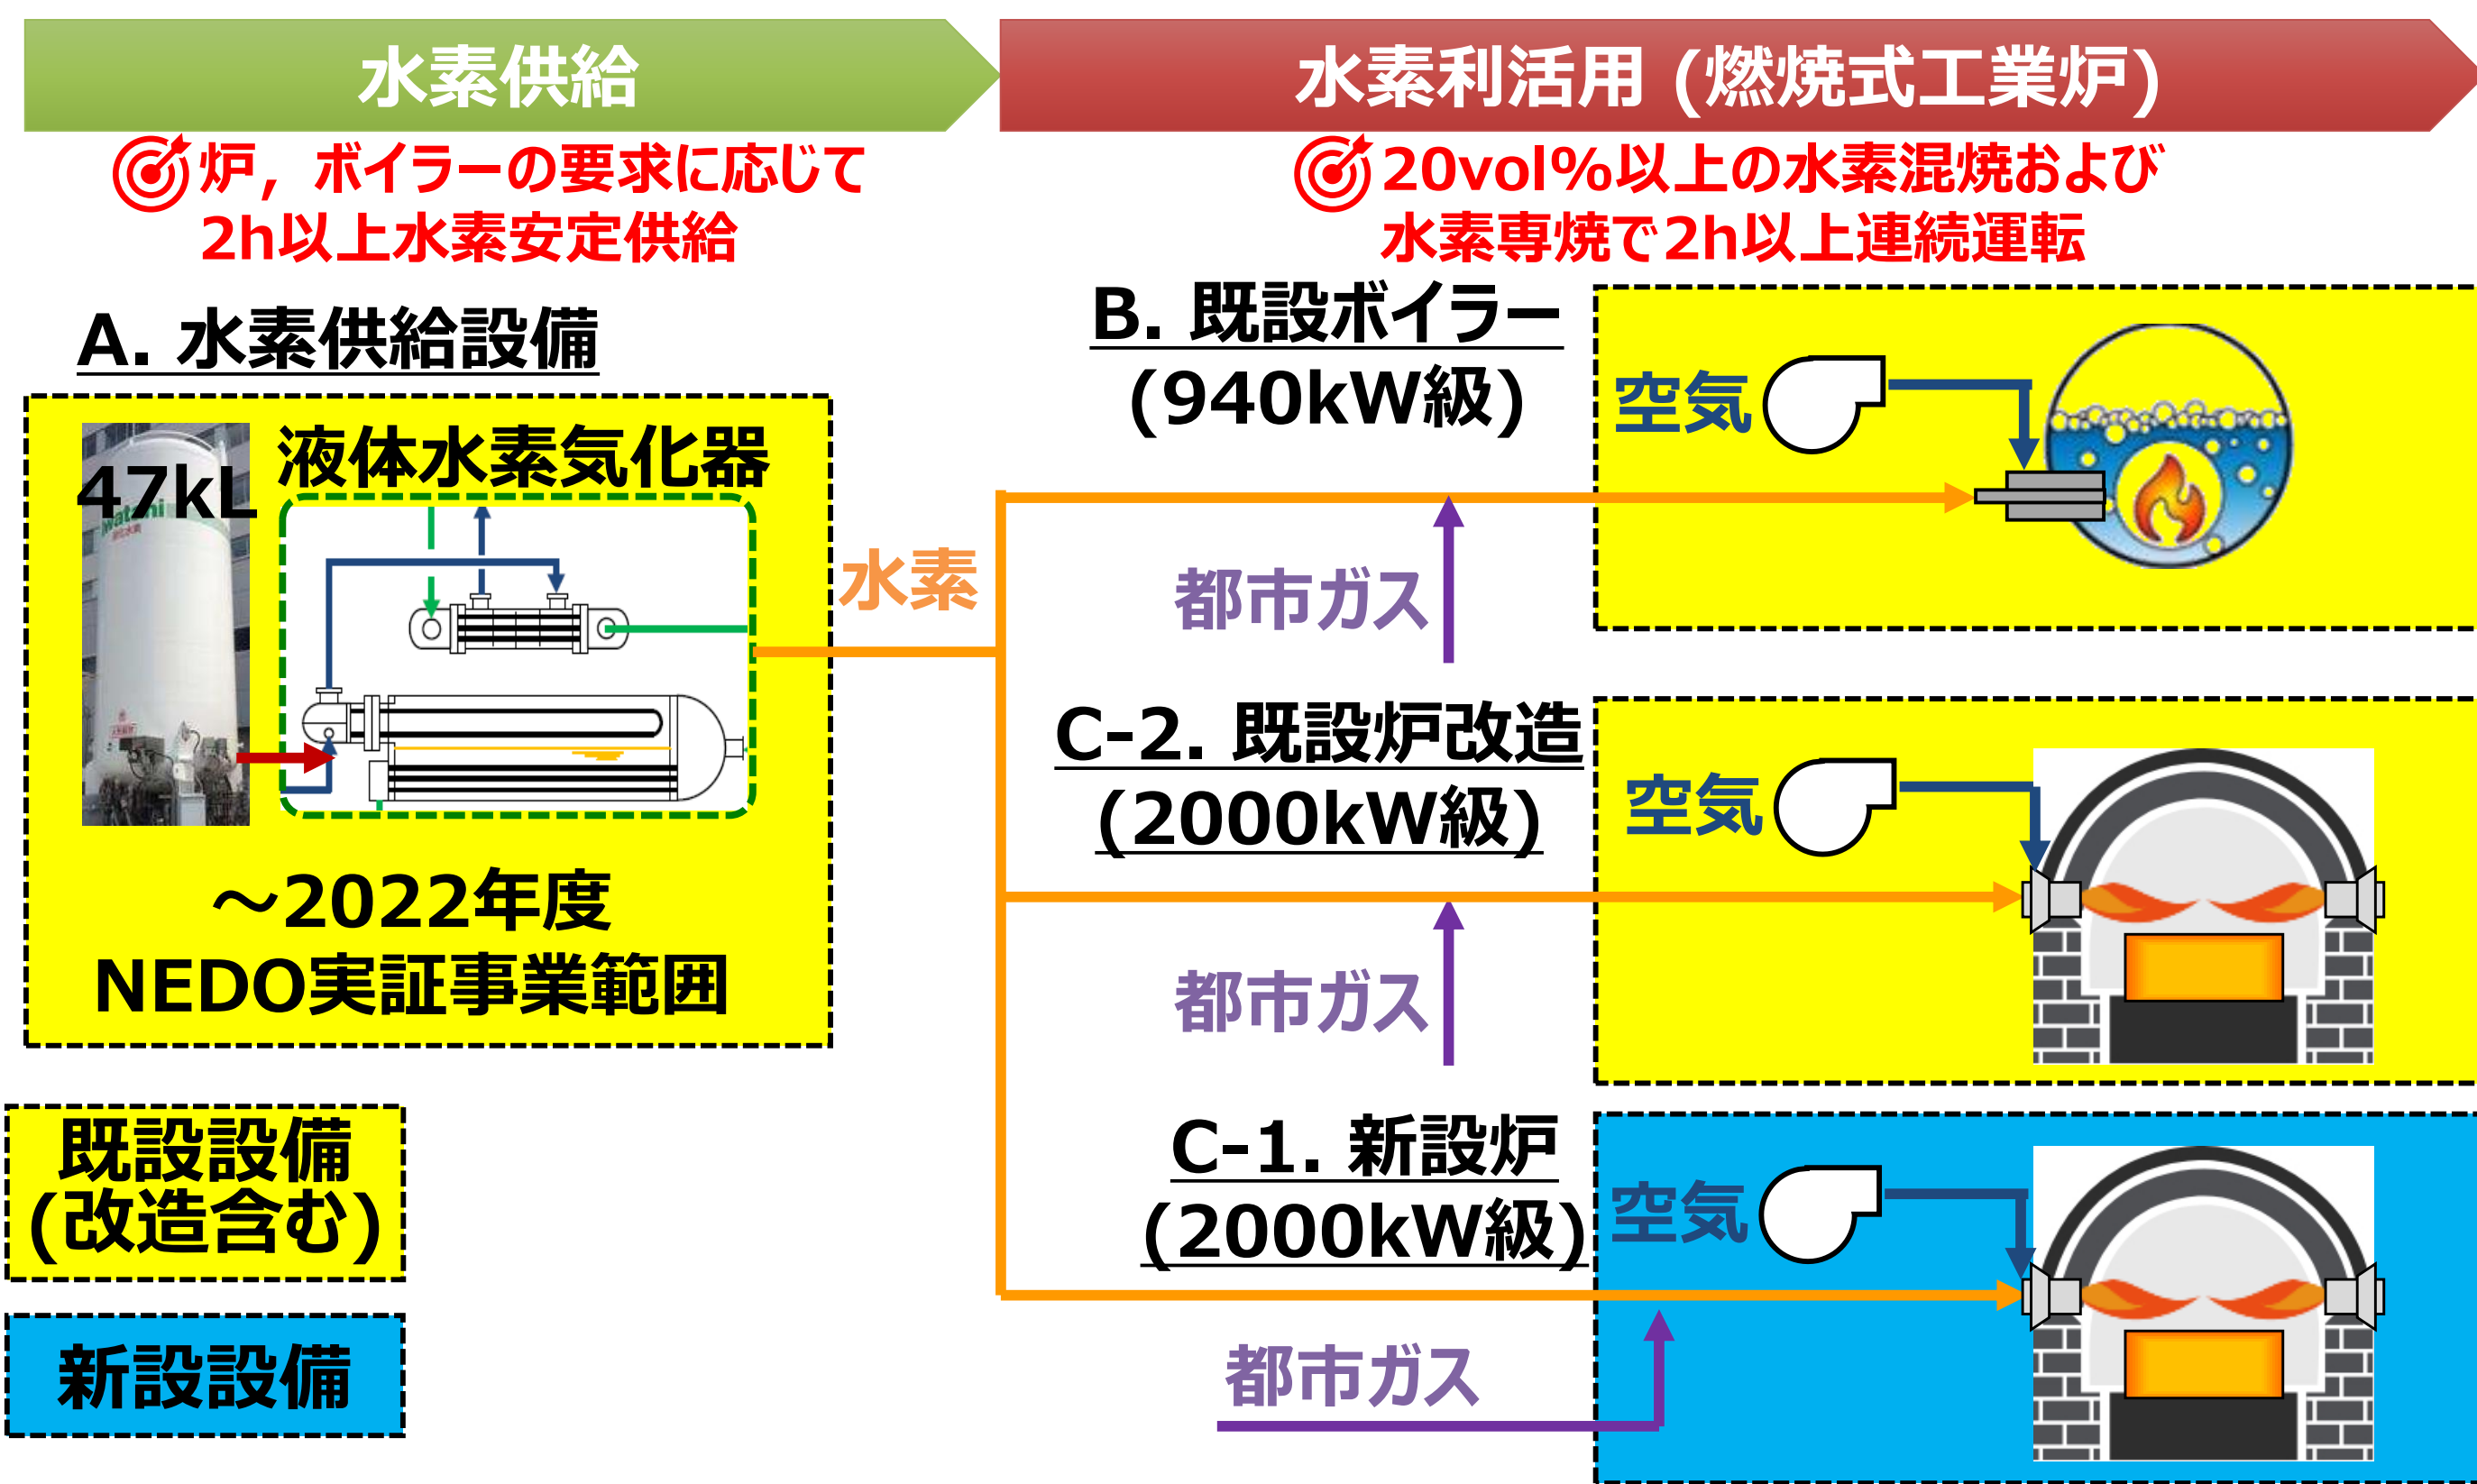 水素供給
水素利活用 (燃焼式工業炉)
炉，ボイラーの要求に応じて
2h以上水素安定供給
20vol%以上の水素混焼および
水素専焼で2h以上連続運転
A. 水素供給設備
47kL
液体水素気化器
Iwatani
～2022年度
NEDO実証事業範囲
水素
B. 既設ボイラー
(940kW級)
空気
都市ガス
C-2. 既設炉改造
(2000kW級)
空気
都市ガス
C-1. 新設炉
(2000kW級)
空気
都市ガス
既設設備
(改造含む)
新設設備